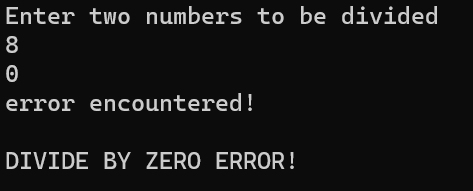 Enter two numbers to be divided
8
0
error encountered!
DIVIDE BY ZERO ERROR!